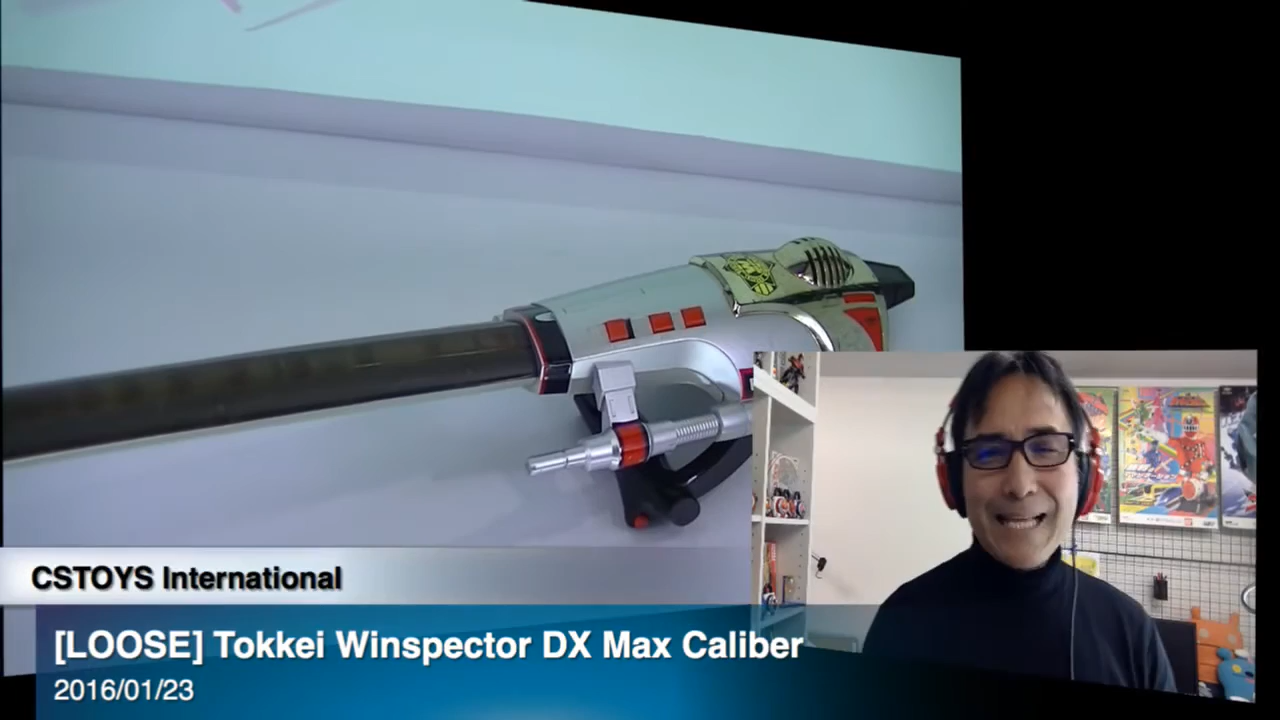 CSTOYS International
[LOOSE] Tokkei Winspector DX Max Caliber
2016/01/23